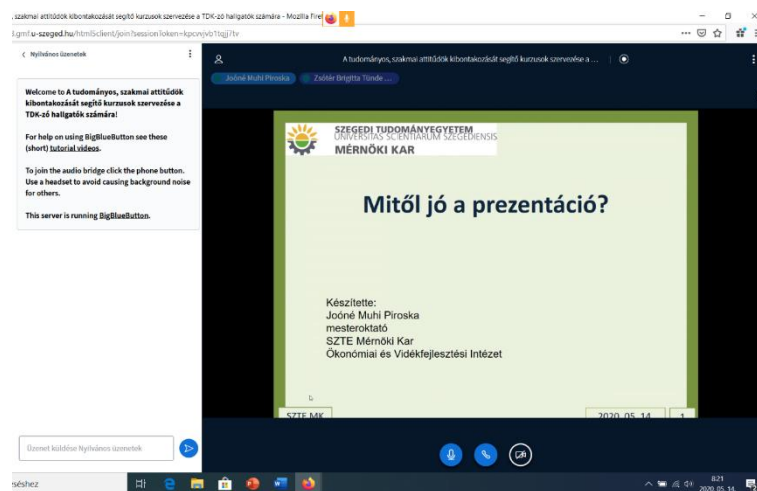 szakmai attitűdök kibontakozását segítő kurzusok szervezése a TDK-zó hallgatók számára - Mozilla Firef
.gmf.u-szeged.hu/html5client/join?sessionToken=
Nyilvános üzenetek
A tudományos, szakmai attitűdök kibontakozását segítő kurzusok szervezése a ...
Joóné Muhi Piroska
Zsótér Brigitta Tünde ...
Welcome to A tudományos, szakmai attitűdök
kibontakozását segítő kurzusok szervezése a
TDK-zó hallgatók számára!
For help on using BigBlueButton see these
(short) tutorial videos.
To join the audio bridge click the phone button.
Use a headset to avoid causing background noise
for others.
This server is running BigBlueButton.
SZEGEDI TUDOMÁNYEGYETEM
UNIVERSITAS SCIENTIARUM SZEGEDIENSIS
MÉRNÖKI KAR
Mitől jó a prezentáció?
Készítette:
Joóné Muhi Piroska
mesteroktató
SZTE Mérnöki Kar
Ökonómiai és Vidékfejlesztési Intézet
SZTE MK
2020. 05. 14.
1
Üzenet küldése Nyilvános üzenetek
eséshez
8:21
2020. 05. 14.